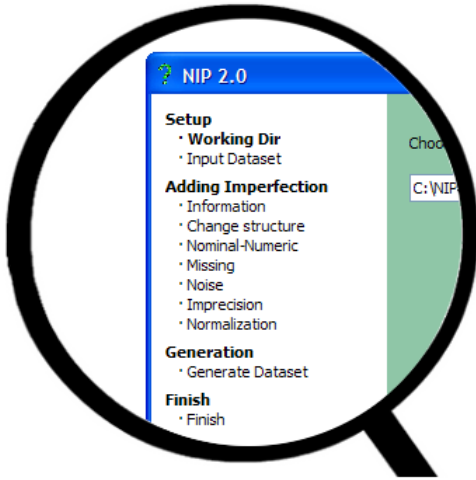 ? NIP 2.0
Setup
· Working Dir
· Input Dataset
Adding Imperfection
· Information
· Change structure
· Nominal-Numeric
· Missing
· Noise
· Imprecision
· Normalization
Generation
· Generate Dataset
Finish
· Finish
C:\NIP